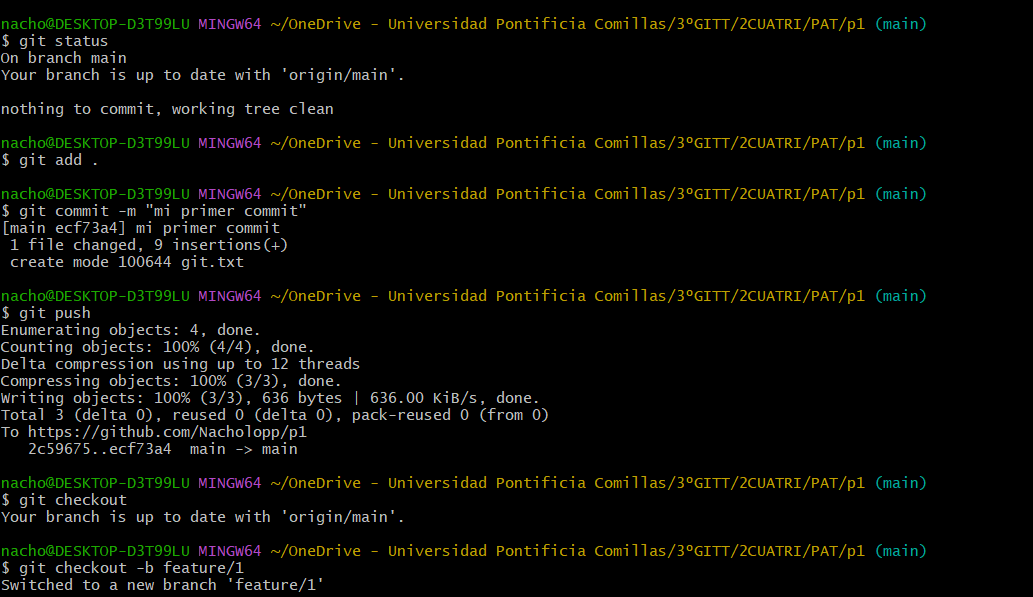 nacho@DESKTOP-D3T99LU MINGW64 ~/OneDrive - Universidad Pontificia Comillas/3ºGITT/2CUATRI/PAT/p1 (main)
$ git status
On branch main
Your branch is up to date with 'origin/main'.
nothing to commit, working tree clean
nacho@DESKTOP-D3T99LU MINGW64 ~/OneDrive - Universidad Pontificia Comillas/3ºGITT/2CUATRI/PAT/p1 (main)
$ git add .
nacho@DESKTOP-D3T99LU MINGW64 ~/OneDrive - Universidad Pontificia Comillas/3ºGITT/2CUATRI/PAT/p1 (main)
$ git commit -m "mi primer commit"
[main ecf73a4] mi primer commit
 1 file changed, 9 insertions(+)
 create mode 100644 git.txt
nacho@DESKTOP-D3T99LU MINGW64 ~/OneDrive - Universidad Pontificia Comillas/3ºGITT/2CUATRI/PAT/p1 (main)
$ git push
Enumerating objects: 4, done.
Counting objects: 100% (4/4), done.
Delta compression using up to 12 threads
Compressing objects: 100% (3/3), done.
Writing objects: 100% (3/3), 636 bytes | 636.00 KiB/s, done.
Total 3 (delta 0), reused 0 (delta 0), pack-reused 0 (from 0)
To https://github.com/Nacholopp/p1
   2c59675..ecf73a4  main -> main
nacho@DESKTOP-D3T99LU MINGW64 ~/OneDrive - Universidad Pontificia Comillas/3ºGITT/2CUATRI/PAT/p1 (main)
$ git checkout
Your branch is up to date with 'origin/main'.
nacho@DESKTOP-D3T99LU MINGW64 ~/OneDrive - Universidad Pontificia Comillas/3ºGITT/2CUATRI/PAT/p1 (main)
$ git checkout -b feature/1
Switched to a new branch 'feature/1'